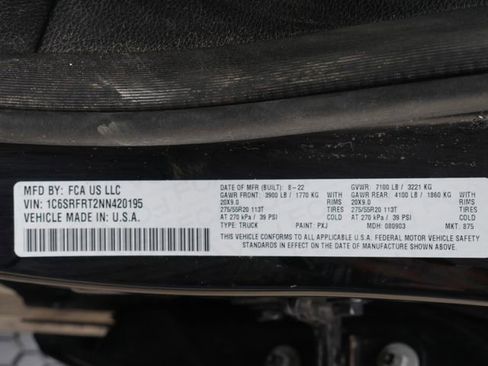 MFD BY: FCA US LLC
VIN: 1C6SRFRT2NN420195
VEHICLE MADE IN: U.S.A.
DATE OF MFR (BUILT): 8-22 GVWR: 7100 LB / 3221 KG
GAWR FRONT: 3900 LB / 1770 KG WITH GAWR REAR: 4100 LB / 1860 KG WITH
20X9.0 RIMS 20X9.0 RIMS
275/55R20 113T TIRES 275/55R20 113T TIRES
AT 270 kPa / 39 PSI COLD AT 270 kPa / 39 PSI COLD
TYPE: TRUCK PAINT: PXJ MDH: 080903 MKT: 875
THIS VEHICLE CONFORMS TO ALL APPLICABLE U.S.A. FEDERAL MOTOR VEHICLE SAFETY
STANDARDS IN EFFECT ON THE DATE OF MANUFACTURE SHOWN ABOVE.